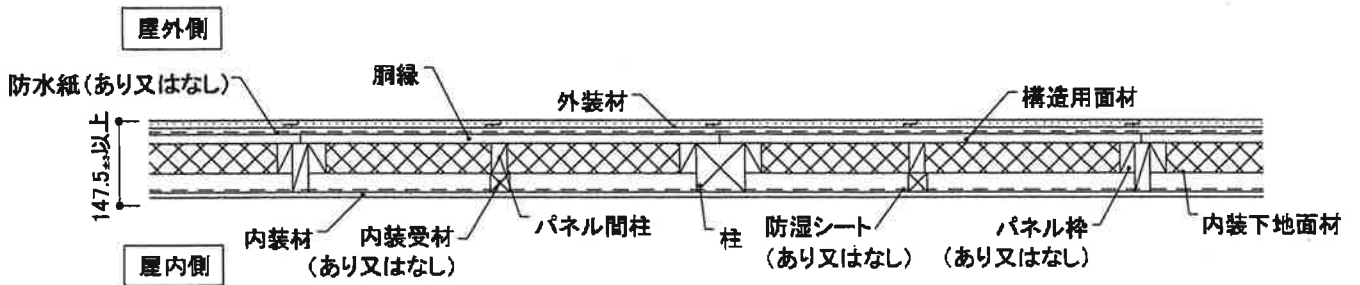 屋外側
防水紙(あり又はなし)
胴縁
外装材
構造用面材
147.5以上
内装材
内装受材
(あり又はなし)
パネル間柱
柱
防湿シート
(あり又はなし)
パネル枠
(あり又はなし)
内装下地面材
屋内側